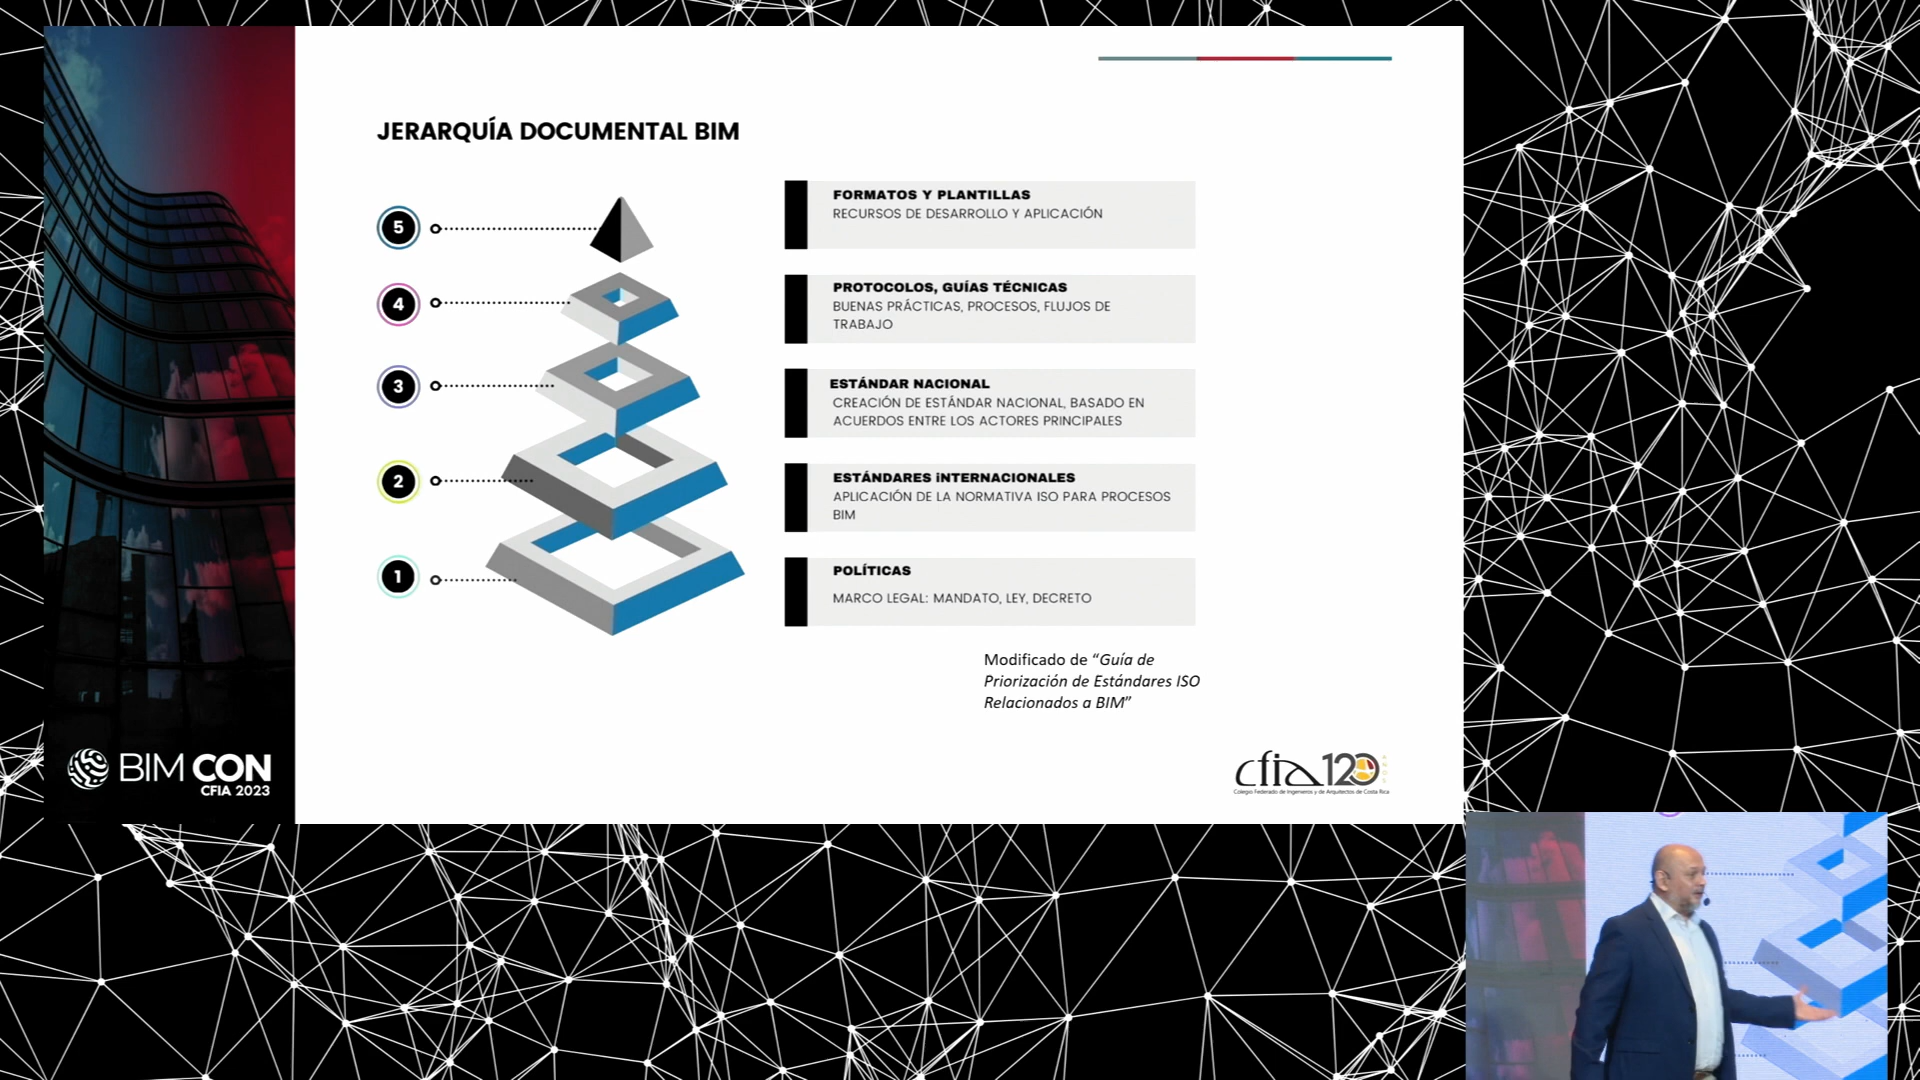 JERARQUÍA DOCUMENTAL BIM
5
FORMATOS Y PLANTILLAS
RECURSOS DE DESARROLLO Y APLICACIÓN
4
PROTOCOLOS, GUÍAS TÉCNICAS
BUENAS PRÁCTICAS, PROCESOS, FLUJOS DE
TRABAJO
3
ESTÁNDAR NACIONAL
CREACIÓN DE ESTÁNDAR NACIONAL, BASADO EN
ACUERDOS ENTRE LOS ACTORES PRINCIPALES
2
ESTÁNDARES iNTERNACIONALES
APLICACIÓN DE LA NORMATIVA ISO PARA PROCESOS
BIM
1
POLÍTICAS
MARCO LEGAL: MANDATO, LEY, DECRETO
Modificado de “Guía de
Priorización de Estándares ISO
Relacionados a BIM”
BIM CON
CFIA 2023
cfia 120
Colegio Federado de Ingenieros y de Arquitectos de Costa Rica